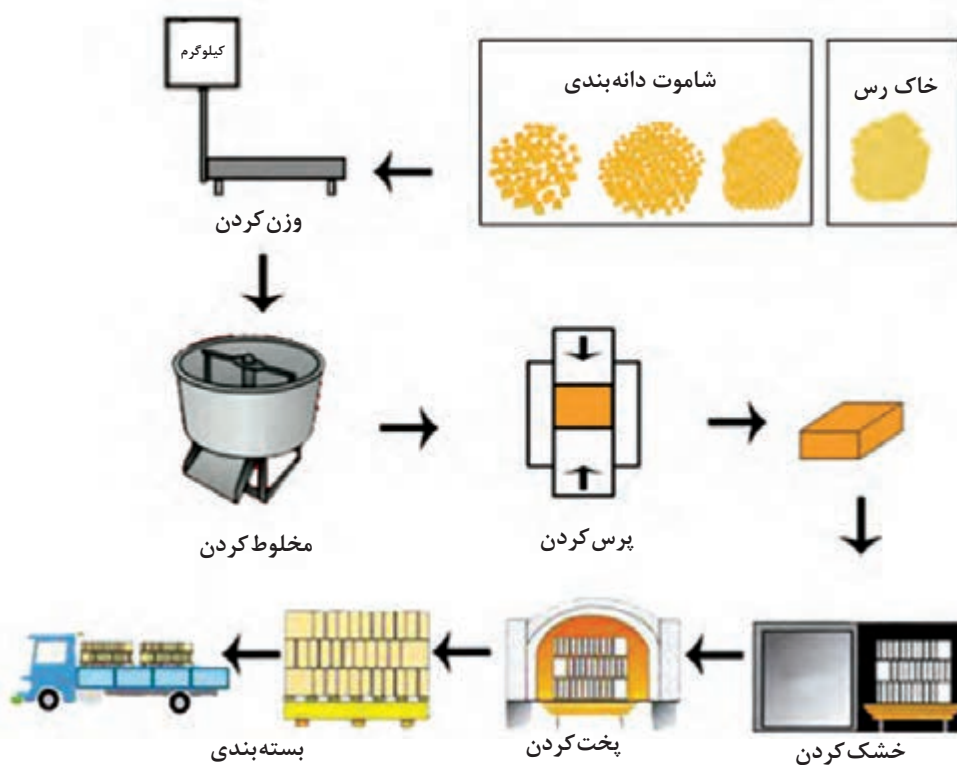 خاک رس
شاموت دانه‌بندی
کیلوگرم
وزن کردن
مخلوط کردن
پرس کردن
خشک کردن
پخت کردن
بسته‌بندی